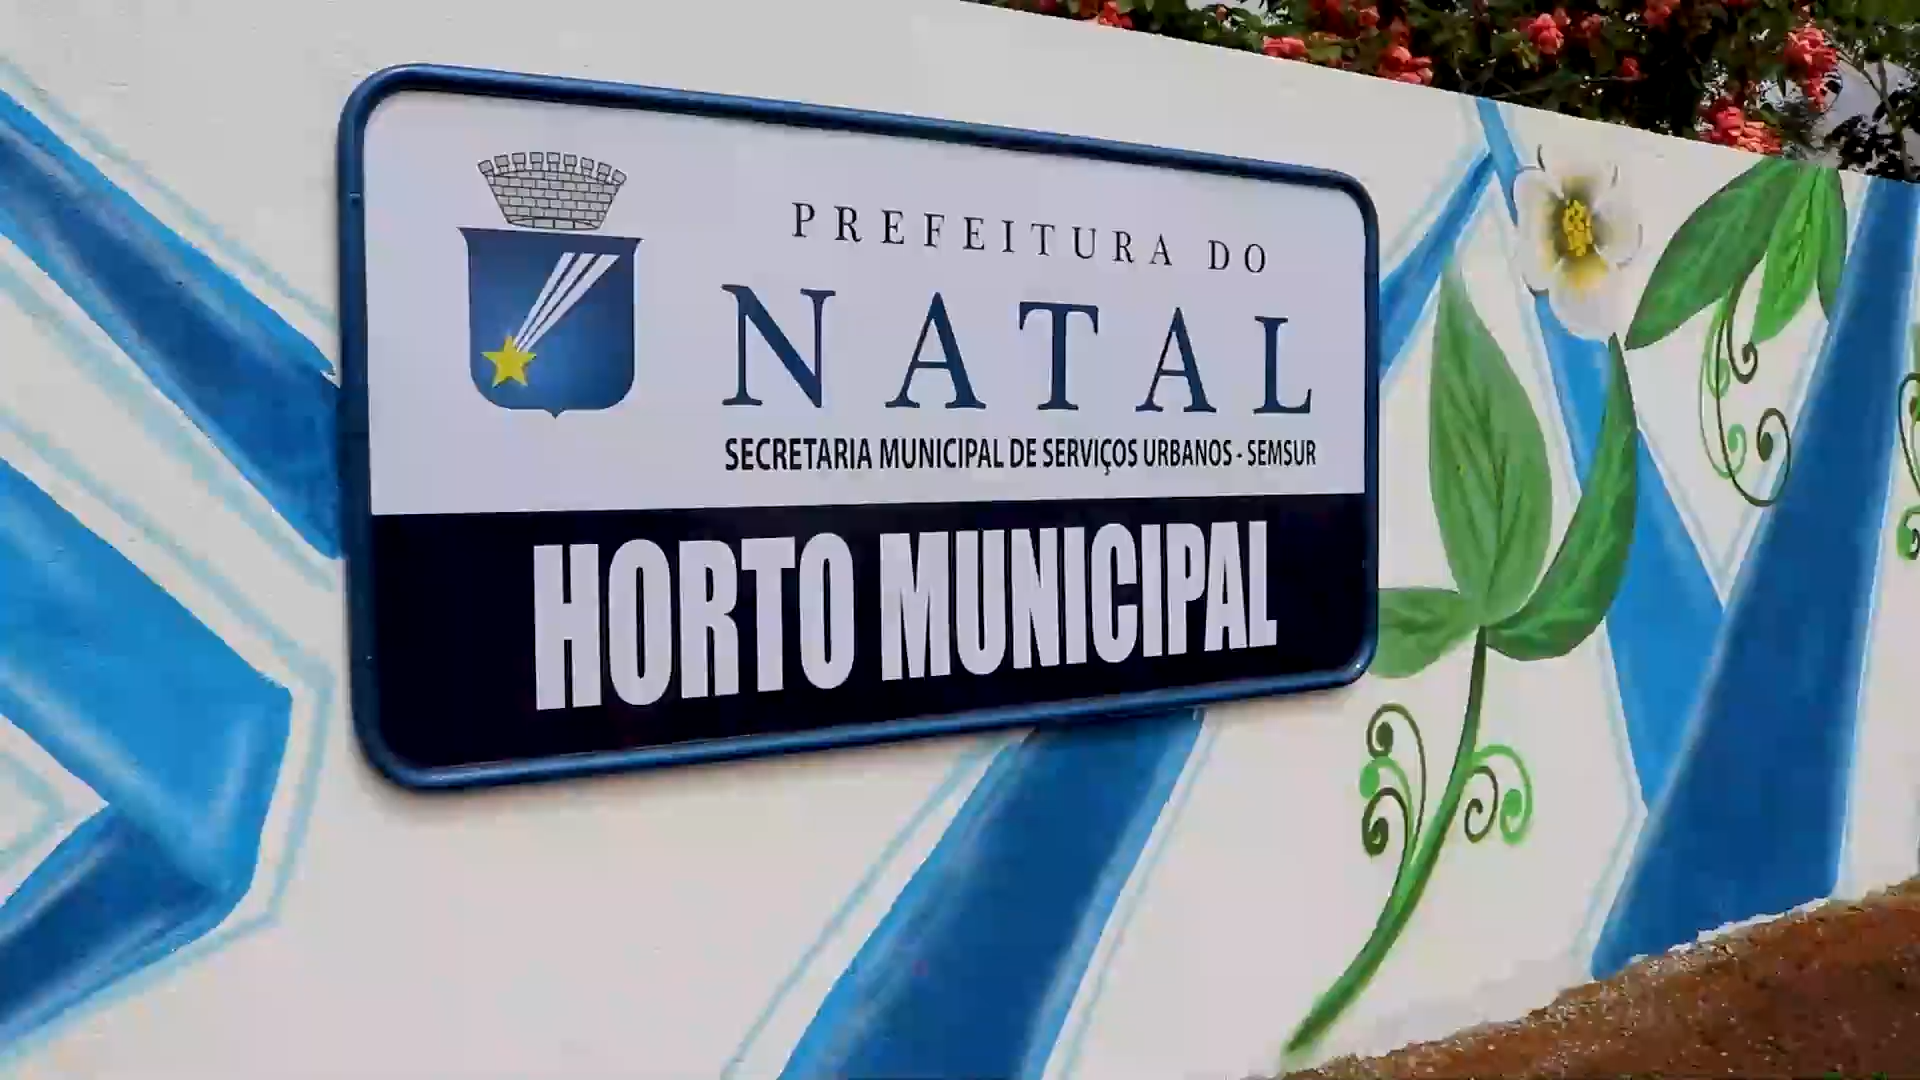 PREFEITURA DO
NATAL
SECRETARIA MUNICIPAL DE SERVIÇOS URBANOS - SEMSUR
HORTO MUNICIPAL